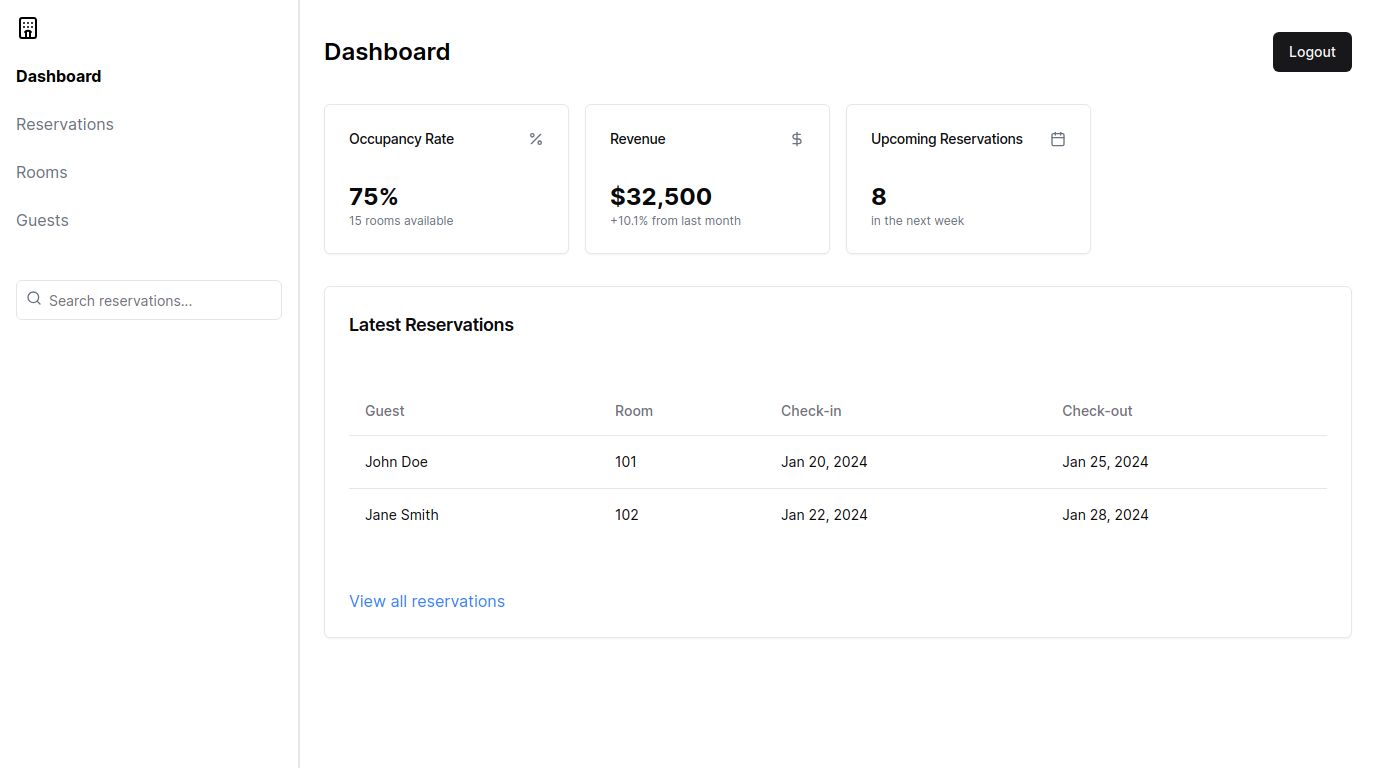 Dashboard
Reservations
Rooms
Guests
Search reservations...
Dashboard
Logout
Occupancy Rate
75%
15 rooms available
Revenue
$32,500
+10.1% from last month
Upcoming Reservations
8
in the next week
Latest Reservations
Guest Room Check-in Check-out
John Doe 101 Jan 20, 2024 Jan 25, 2024
Jane Smith 102 Jan 22, 2024 Jan 28, 2024
View all reservations